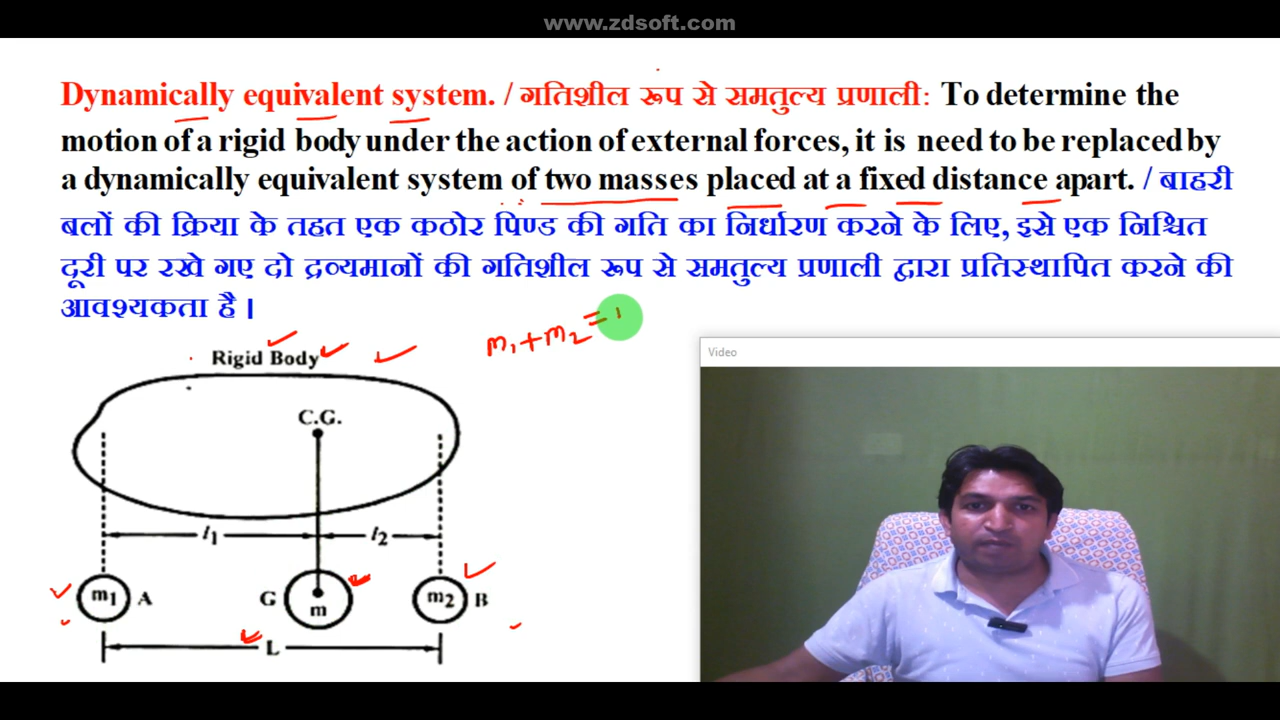 www.zdsoft.com
Dynamically equivalent system. / गतिशील रूप से समतुल्य प्रणाली: To determine the
motion of a rigid body under the action of external forces, it is need to be replaced by
a dynamically equivalent system of two masses placed at a fixed distance apart. / बाहरी
बलों की क्रिया के तहत एक कठोर पिण्ड की गति का निर्धारण करने के लिए, इसे एक निश्चित
दूरी पर रखे गए दो द्रव्यमानों की गतिशील रूप से समतुल्य प्रणाली द्वारा प्रतिस्थापित करने की
आवश्यकता है ।
m₁+m₂=
Rigid Body
Video
C.G.
l₁ l₂
m₁ A G m m₂ B
L